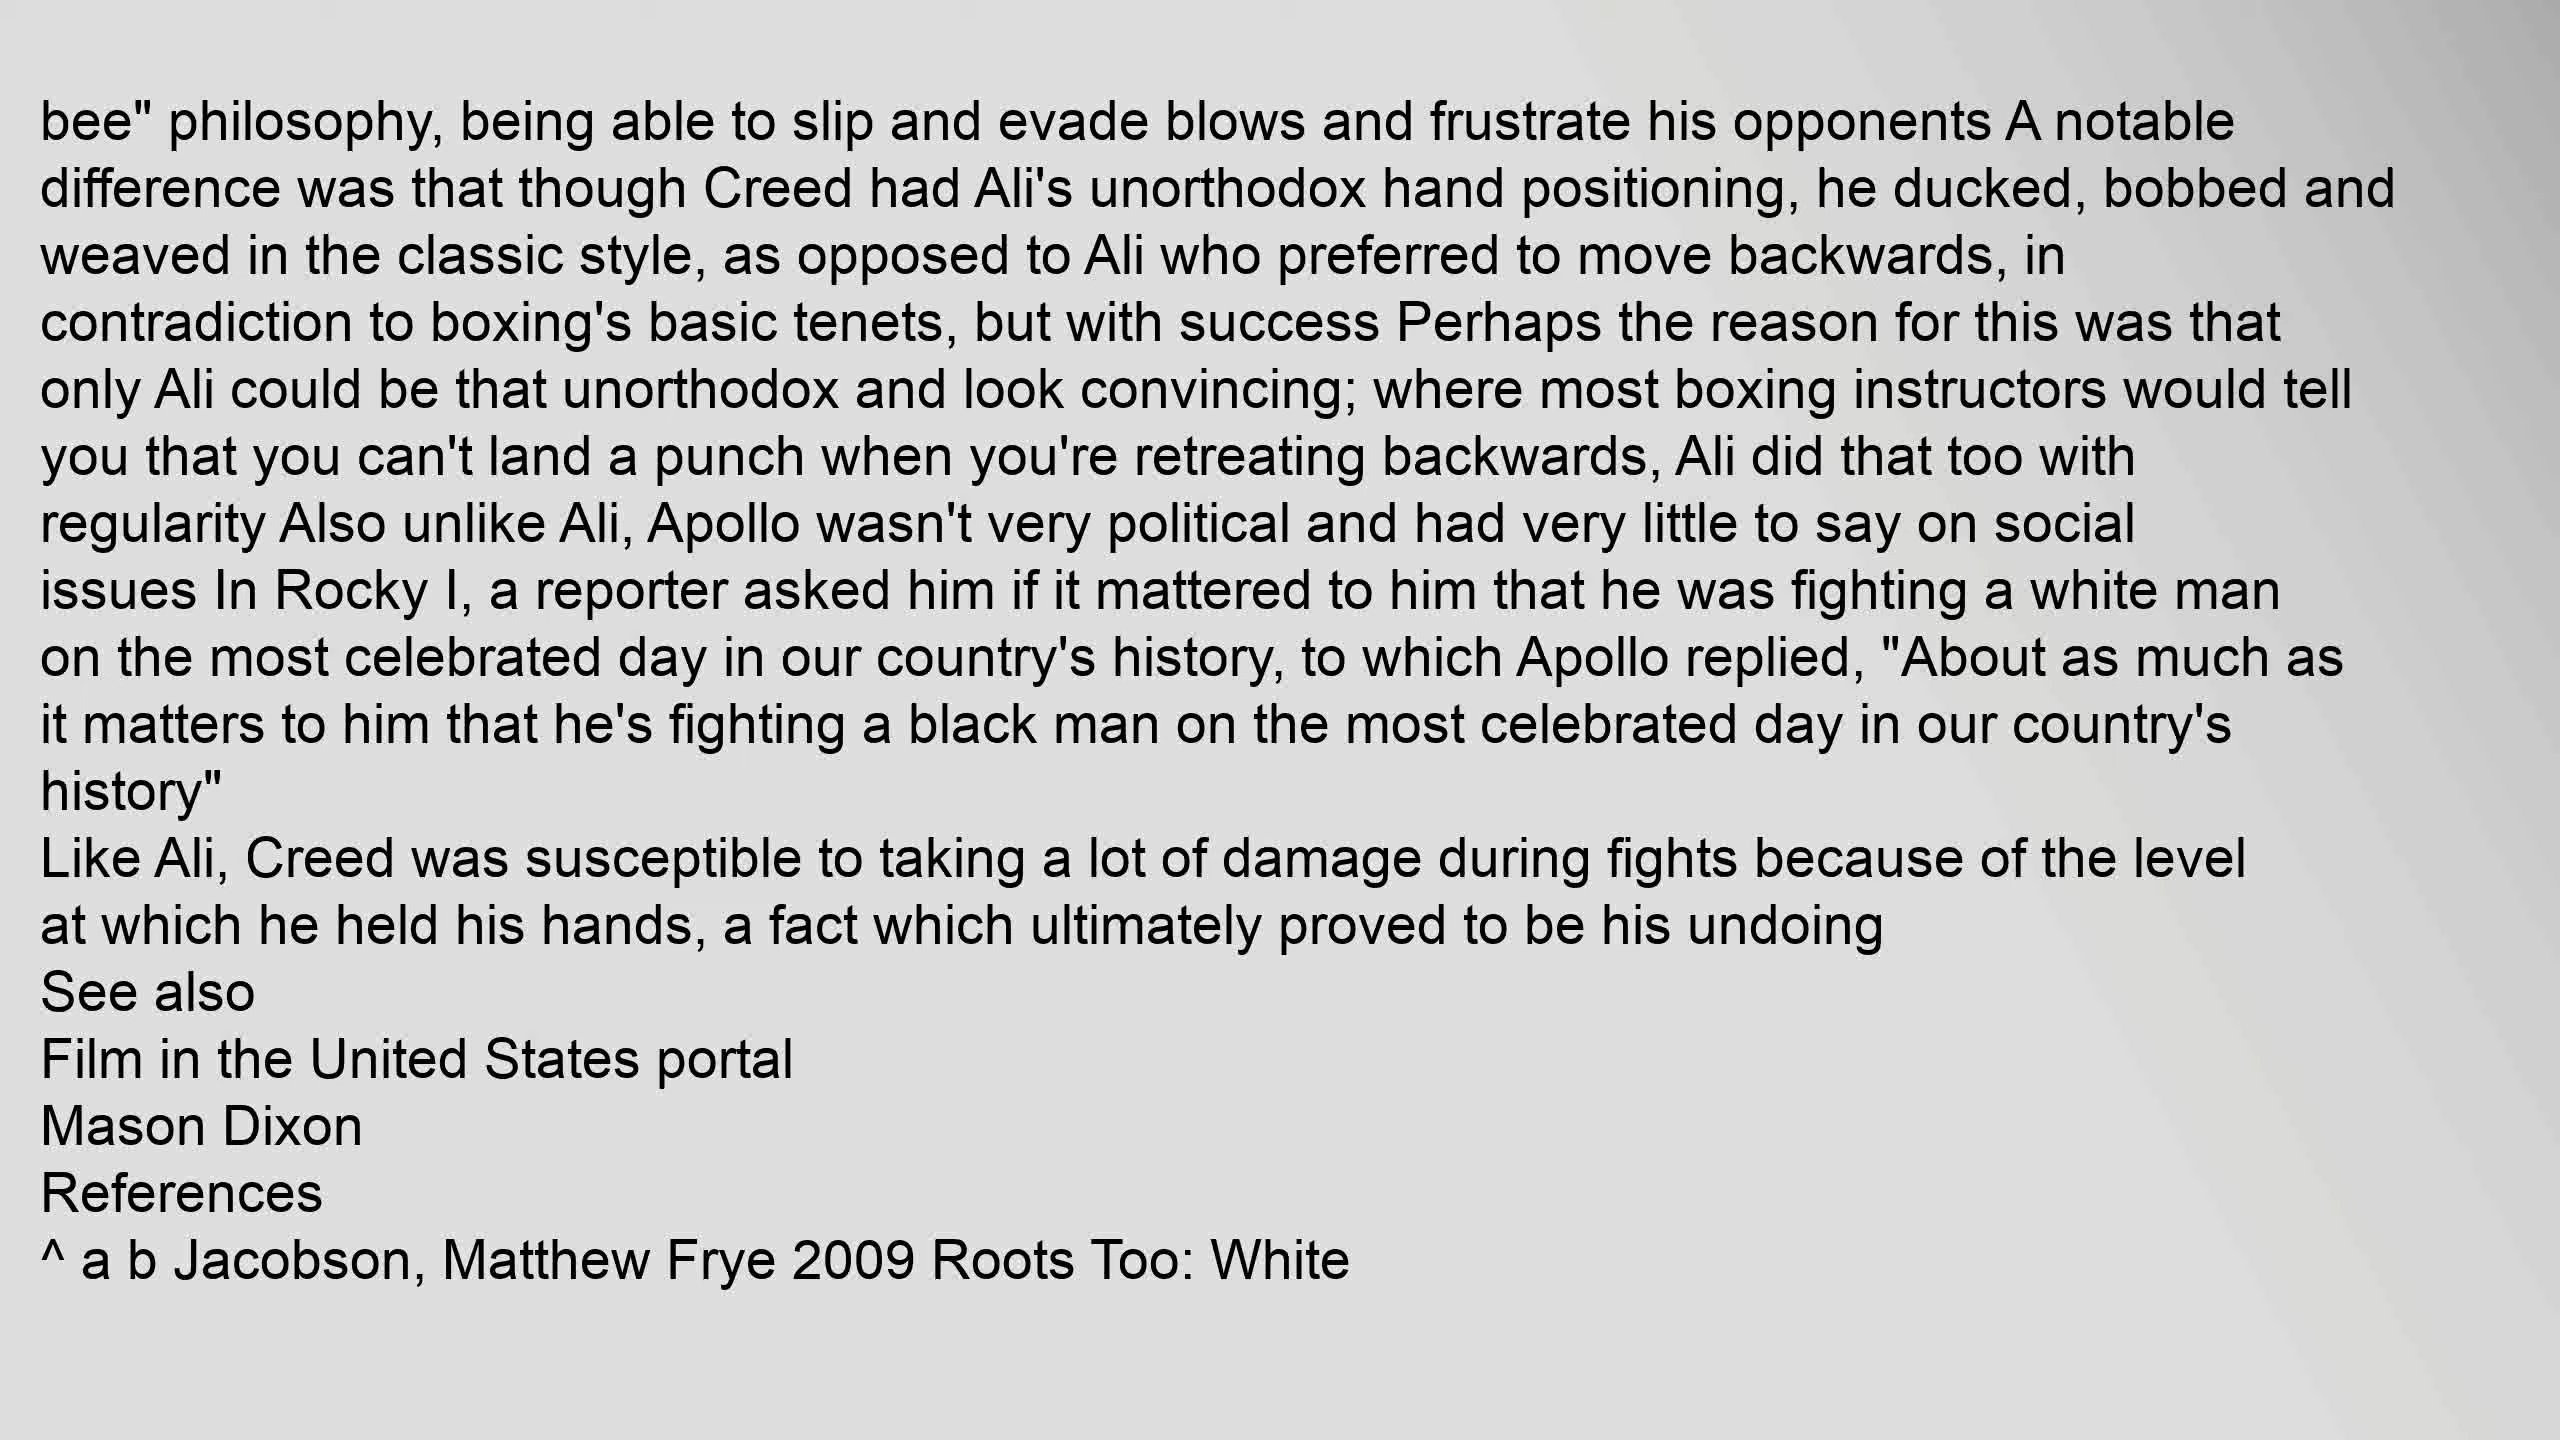 bee" philosophy, being able to slip and evade blows and frustrate his opponents A notable
difference was that though Creed had Ali's unorthodox hand positioning, he ducked, bobbed and
weaved in the classic style, as opposed to Ali who preferred to move backwards, in
contradiction to boxing's basic tenets, but with success Perhaps the reason for this was that
only Ali could be that unorthodox and look convincing; where most boxing instructors would tell
you that you can't land a punch when you're retreating backwards, Ali did that too with
regularity Also unlike Ali, Apollo wasn't very political and had very little to say on social
issues In Rocky I, a reporter asked him if it mattered to him that he was fighting a white man
on the most celebrated day in our country's history, to which Apollo replied, "About as much as
it matters to him that he's fighting a black man on the most celebrated day in our country's
history"
Like Ali, Creed was susceptible to taking a lot of damage during fights because of the level
at which he held his hands, a fact which ultimately proved to be his undoing
See also
Film in the United States portal
Mason Dixon
References
^ a b Jacobson, Matthew Frye 2009 Roots Too: White